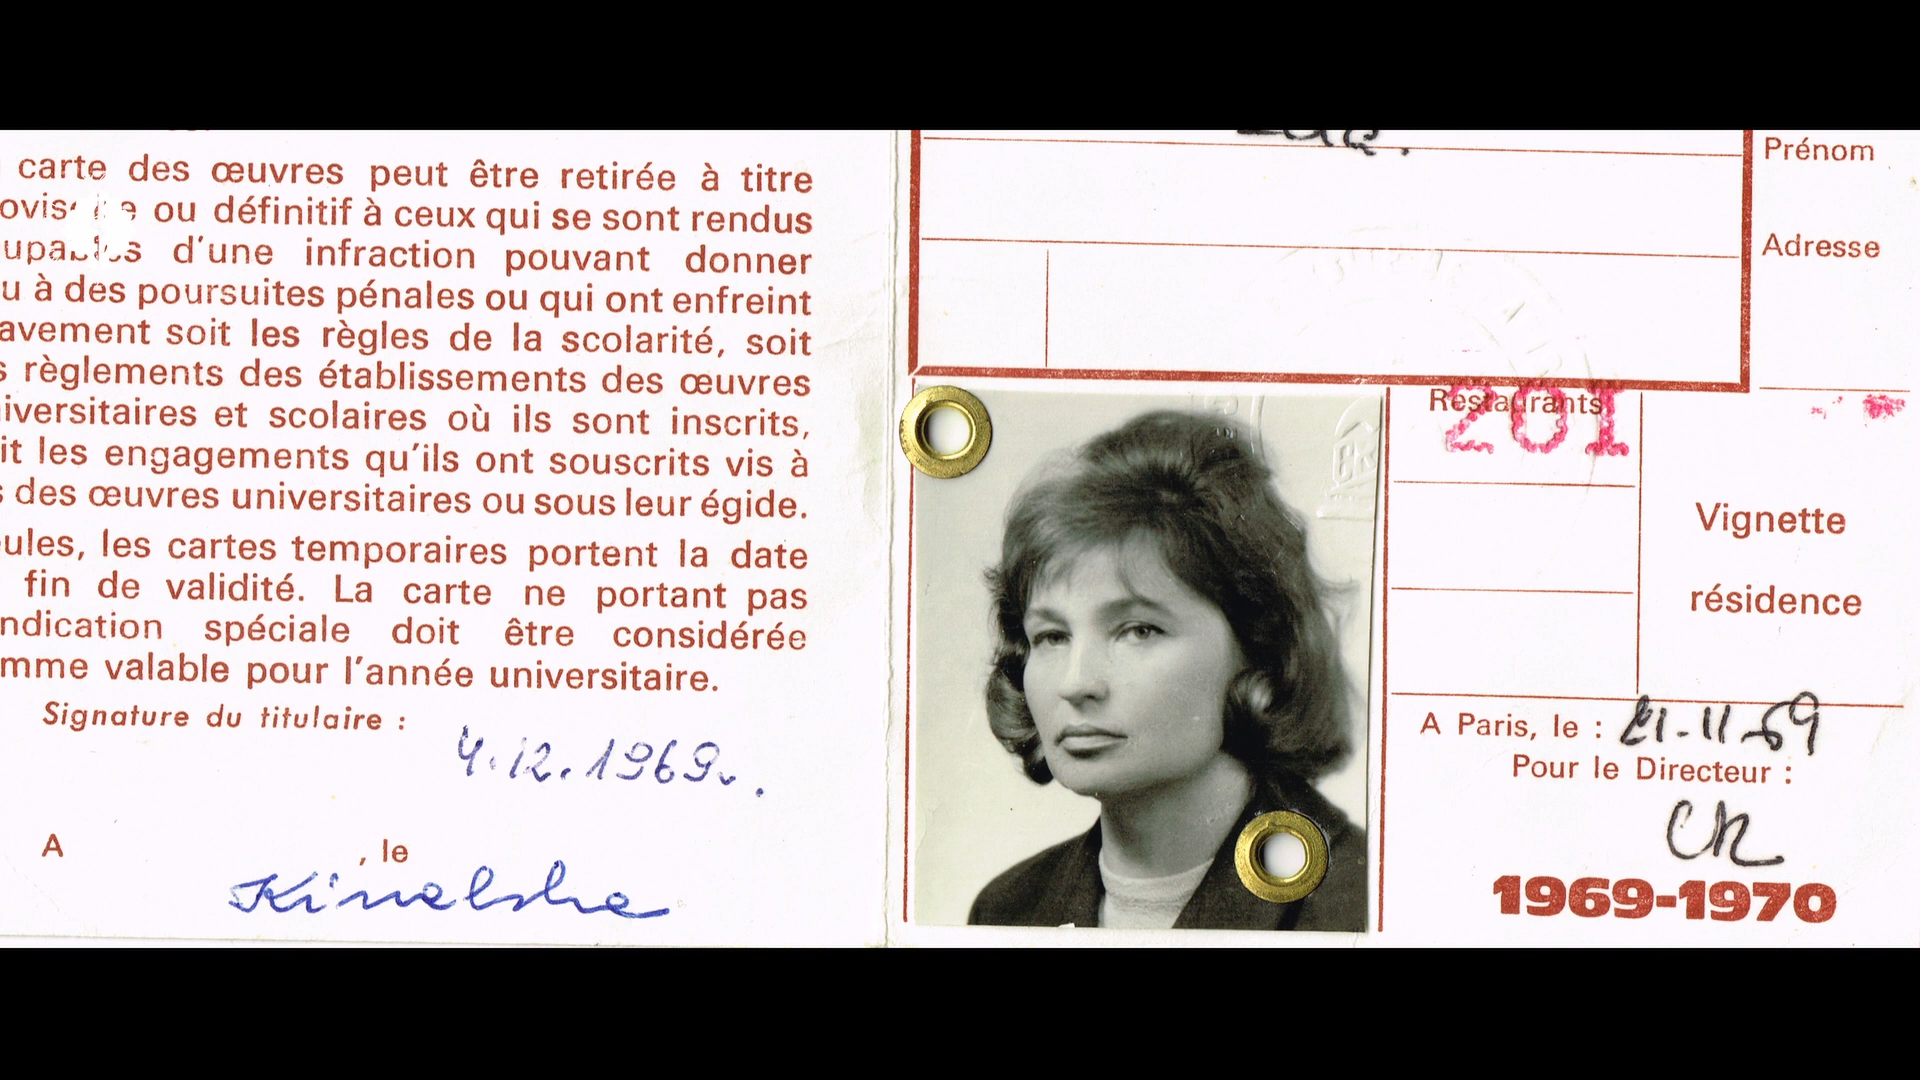 carte des œuvres peut être retirée à titre
ou définitif à ceux qui se sont rendus
d'une infraction pouvant donner
u à des poursuites pénales ou qui ont enfreint
avement soit les règles de la scolarité, soit
s règlements des établissements des œuvres
iversitaires et scolaires où ils sont inscrits,
it les engagements qu'ils ont souscrits vis à
s des œuvres universitaires ou sous leur égide.
oules, les cartes temporaires portent la date
fin de validité. La carte ne portant pas
ndication spéciale doit être considérée
mme valable pour l'année universitaire.
Signature du titulaire :
4.12.1969.
A , le
Prénom
Adresse
Restaurants
201
Vignette
résidence
A Paris, le : 21-11-69
Pour le Directeur :
1969-1970